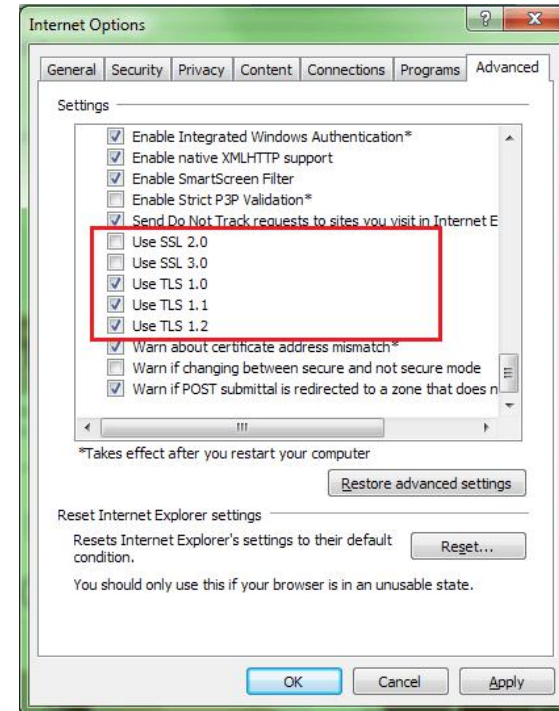 Internet Options
General Security Privacy Content Connections Programs Advanced
Settings
Enable Integrated Windows Authentication*
Enable native XMLHTTP support
Enable SmartScreen Filter
Enable Strict P3P Validation*
Send Do Not Track requests to sites you visit in Internet E
Use SSL 2.0
Use SSL 3.0
Use TLS 1.0
Use TLS 1.1
Use TLS 1.2
Warn about certificate address mismatch*
Warn if changing between secure and not secure mode
Warn if POST submittal is redirected to a zone that does n
*Takes effect after you restart your computer
Restore advanced settings
Reset Internet Explorer settings
Resets Internet Explorer's settings to their default
condition.
Reset...
You should only use this if your browser is in an unusable state.
OK Cancel Apply